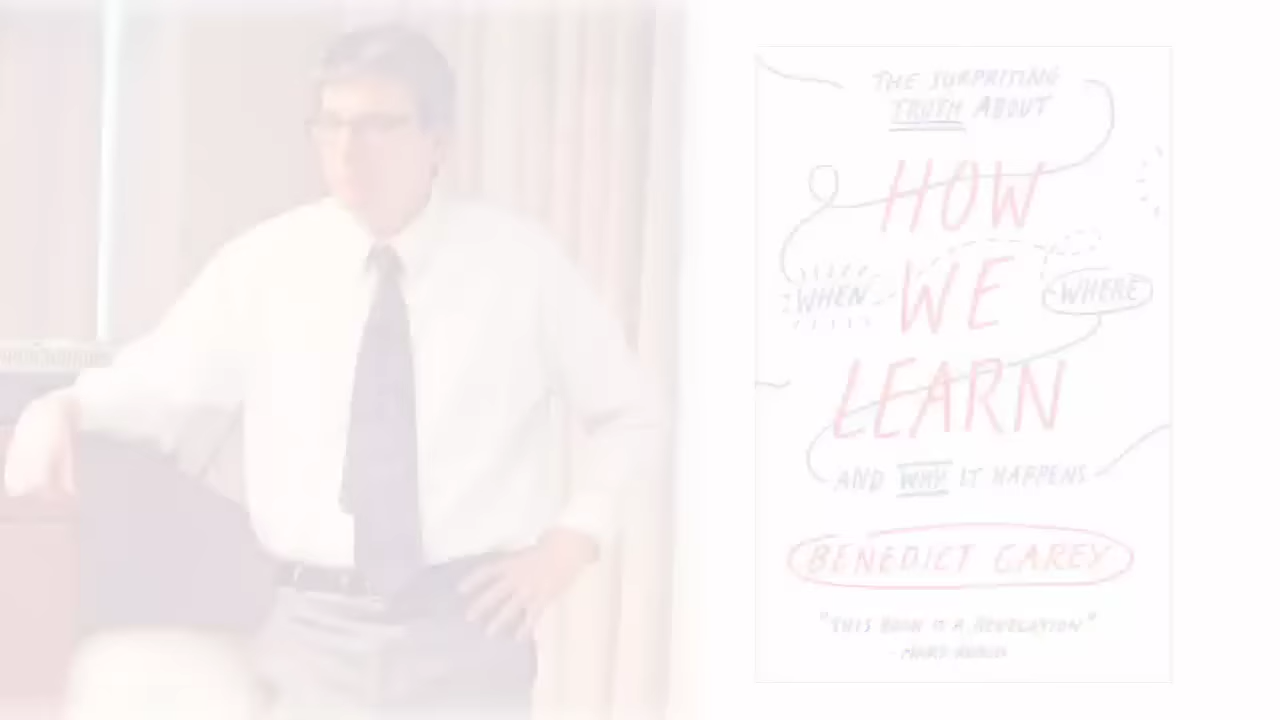 THE SURPRISING
TRUTH ABOUT
HOW
WHEN WE WHERE
LEARN
AND WHY IT HAPPENS
BENEDICT CAREY
"THIS BOOK IS A REVELATION"